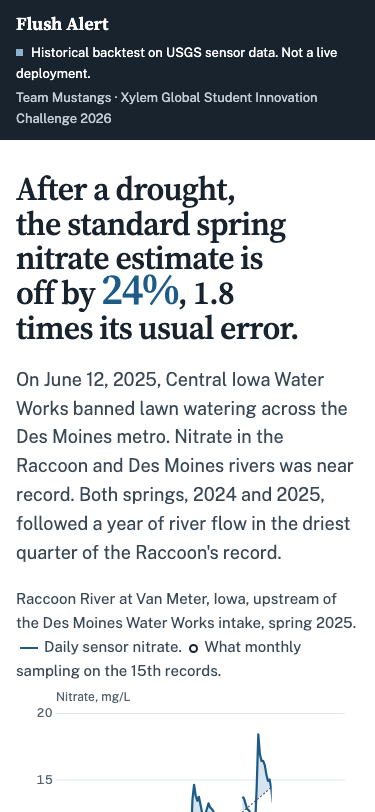 Flush Alert
Historical backtest on USGS sensor data. Not a live
deployment.
Team Mustangs · Xylem Global Student Innovation
Challenge 2026
After a drought,
the standard spring
nitrate estimate is
off by 24%, 1.8
times its usual error.
On June 12, 2025, Central Iowa Water
Works banned lawn watering across the
Des Moines metro. Nitrate in the
Raccoon and Des Moines rivers was near
record. Both springs, 2024 and 2025,
followed a year of river flow in the driest
quarter of the Raccoon's record.
Raccoon River at Van Meter, Iowa, upstream of
the Des Moines Water Works intake, spring 2025.
Daily sensor nitrate. What monthly
sampling on the 15th records.
Nitrate, mg/L
20
15